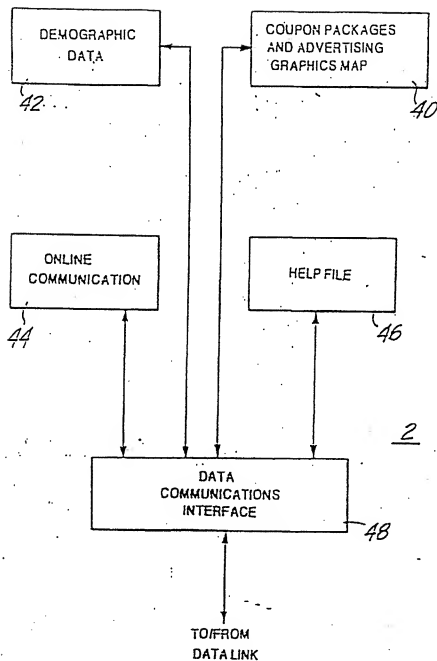 DEMOGRAPHIC
DATA
42
COUPON PACKAGES
AND ADVERTISING
GRAPHICS MAP
40
ONLINE
COMMUNICATION
44
HELP FILE
46
2
DATA
COMMUNICATIONS
INTERFACE
48
TO/FROM
DATA LINK